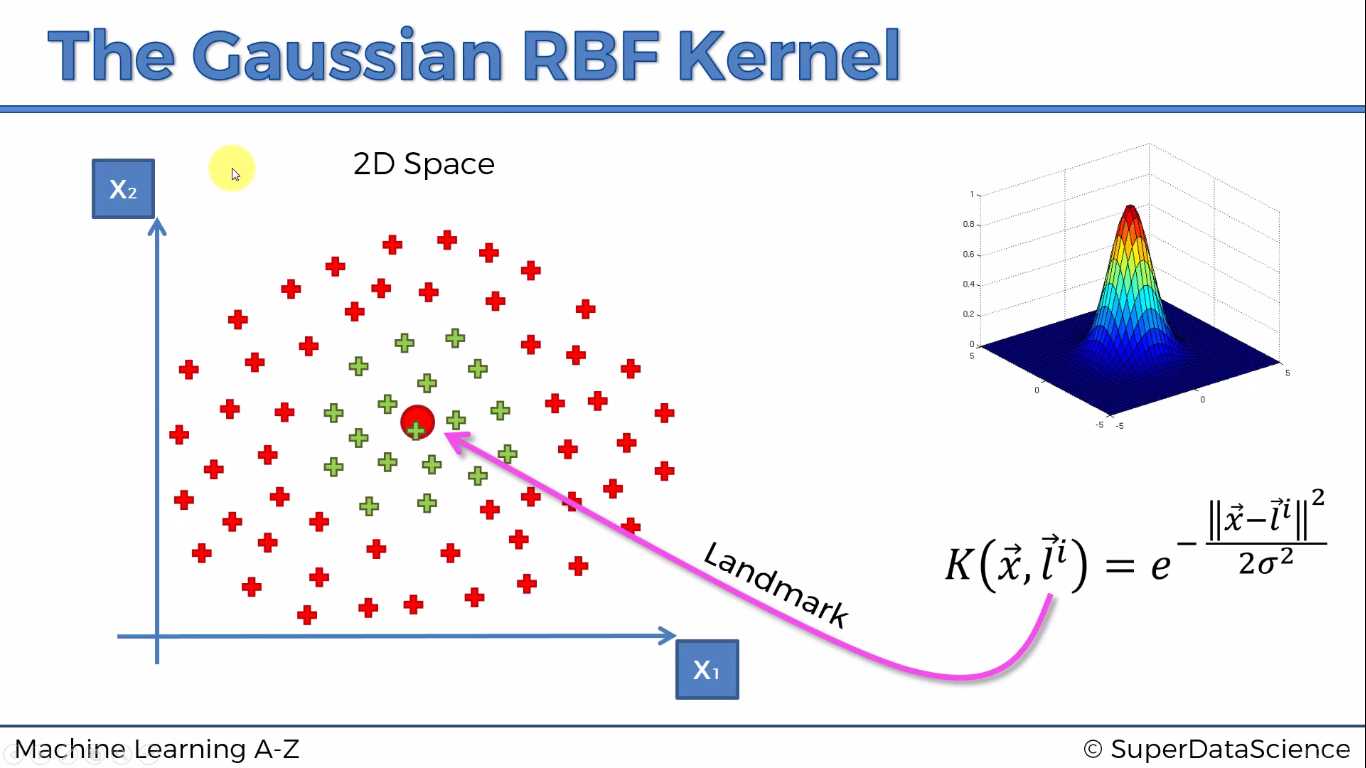 The Gaussian RBF Kernel
2D Space
X₂
1
0.8
0.6
0.4
0.2
0
5
0
-5
-5
0
5
Landmark
K(x⃗, l⃗ⁱ) = e^(-‖x⃗-l⃗ⁱ‖²/2σ²)
X₁
Machine Learning A-Z
© SuperDataScience